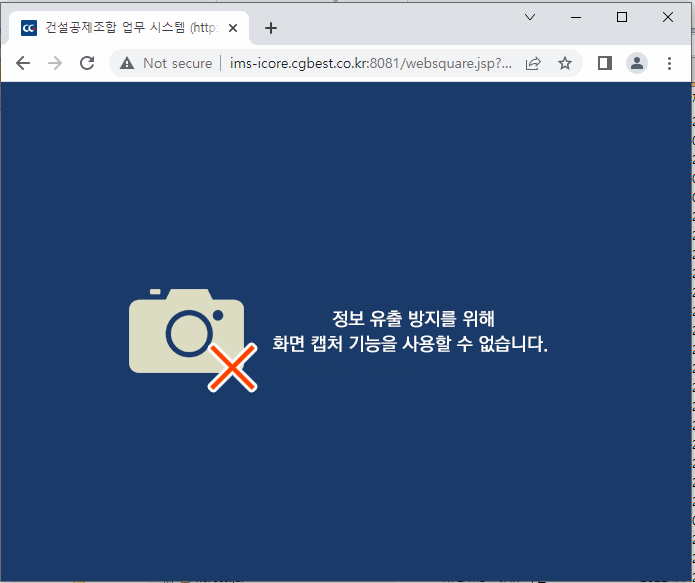 CC 건설공제조합 업무 시스템 (http:
Not secure | ims-icore.cgbest.co.kr:8081/websquare.jsp?...
정보 유출 방지를 위해
화면 캡처 기능을 사용할 수 없습니다.